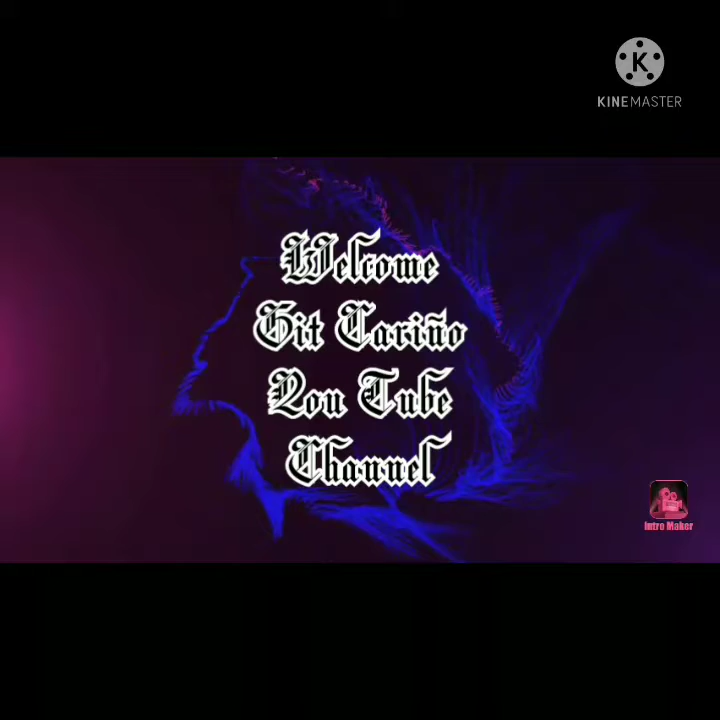 K
KINEMASTER
Welcome
Git Cariño
You Tube
Channel
Intro Maker